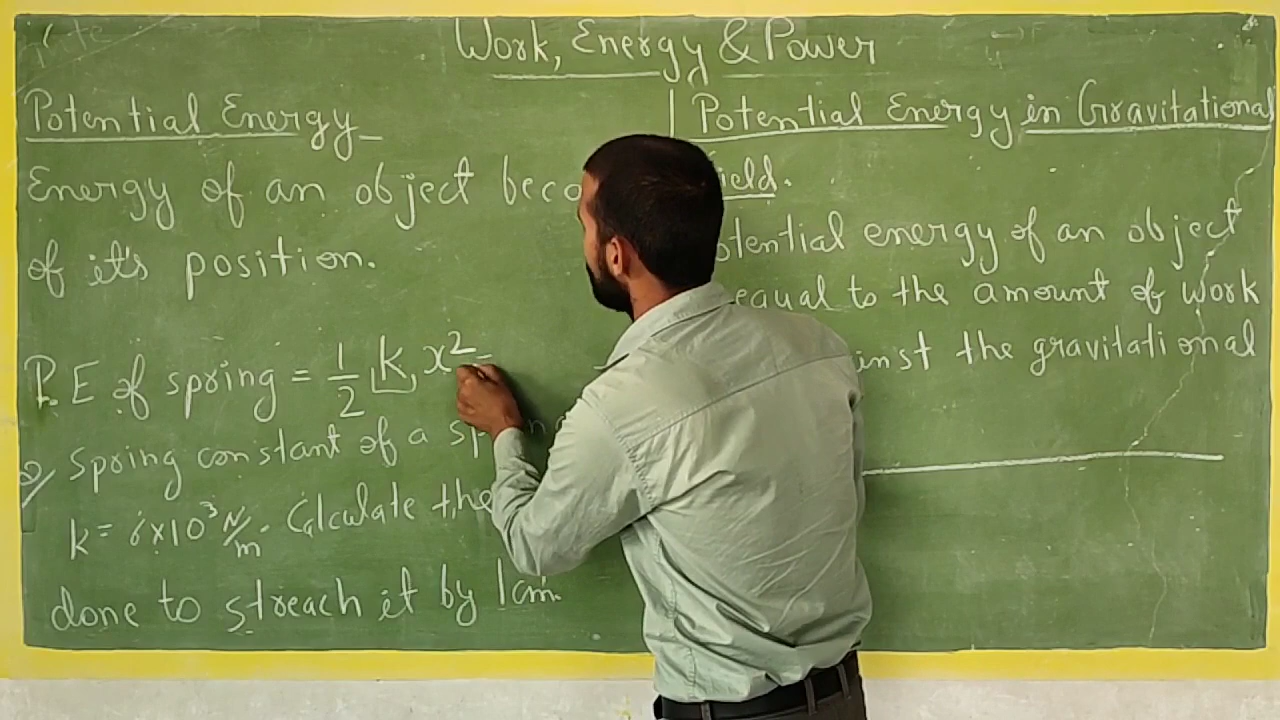 Work, Energy & Power
Potential Energy
Energy of an object beco
of it's position.
P.E of spring = 1/2 k x² =
Q/ Spring constant of a sp
k = 6×10³ N/m. Calculate the
done to streach it by 1cm.
Potential Energy in Gravitational
ield.
otential energy of an object
equal to the amount of work
inst the gravitational